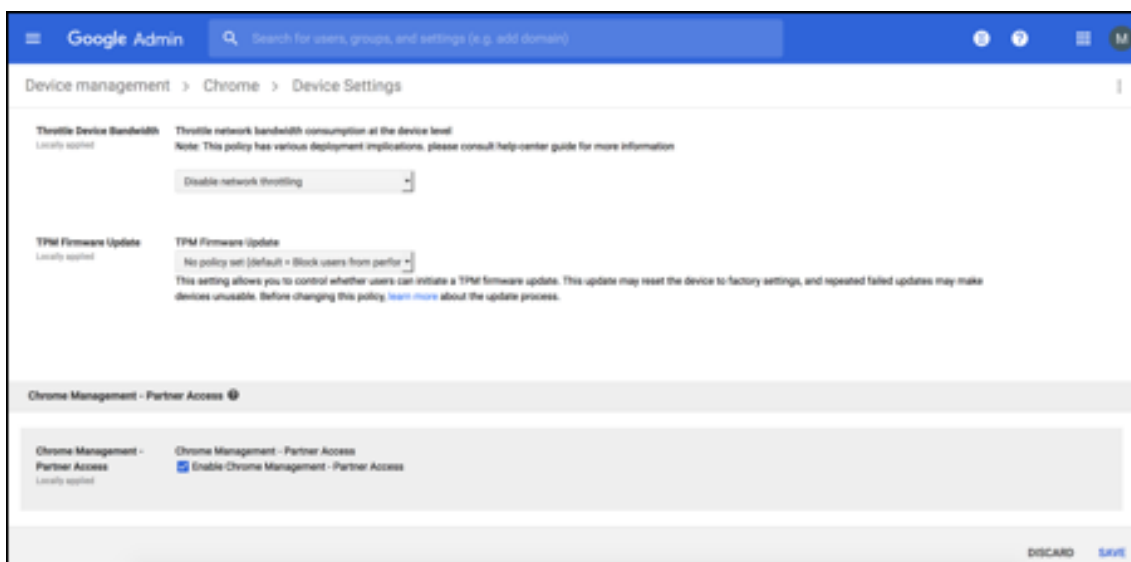 Google Admin
Search for users, groups, and settings (e.g. add domain)
M
Device management > Chrome > Device Settings
Throttle Device Bandwidth
Locally applied
Throttle network bandwidth consumption at the device level
Note: This policy has various deployment implications, please consult help-center guide for more information
Disable network throttling
TPM Firmware Update
Locally applied
TPM Firmware Update
No policy set (default = Block users from perfor
This setting allows you to control whether users can initiate a TPM firmware update. This update may reset the device to factory settings, and repeated failed updates may make
devices unusable. Before changing this policy, learn more about the update process.
Chrome Management - Partner Access
Chrome Management -
Partner Access
Locally applied
Chrome Management - Partner Access
Enable Chrome Management - Partner Access
DISCARD SAVE